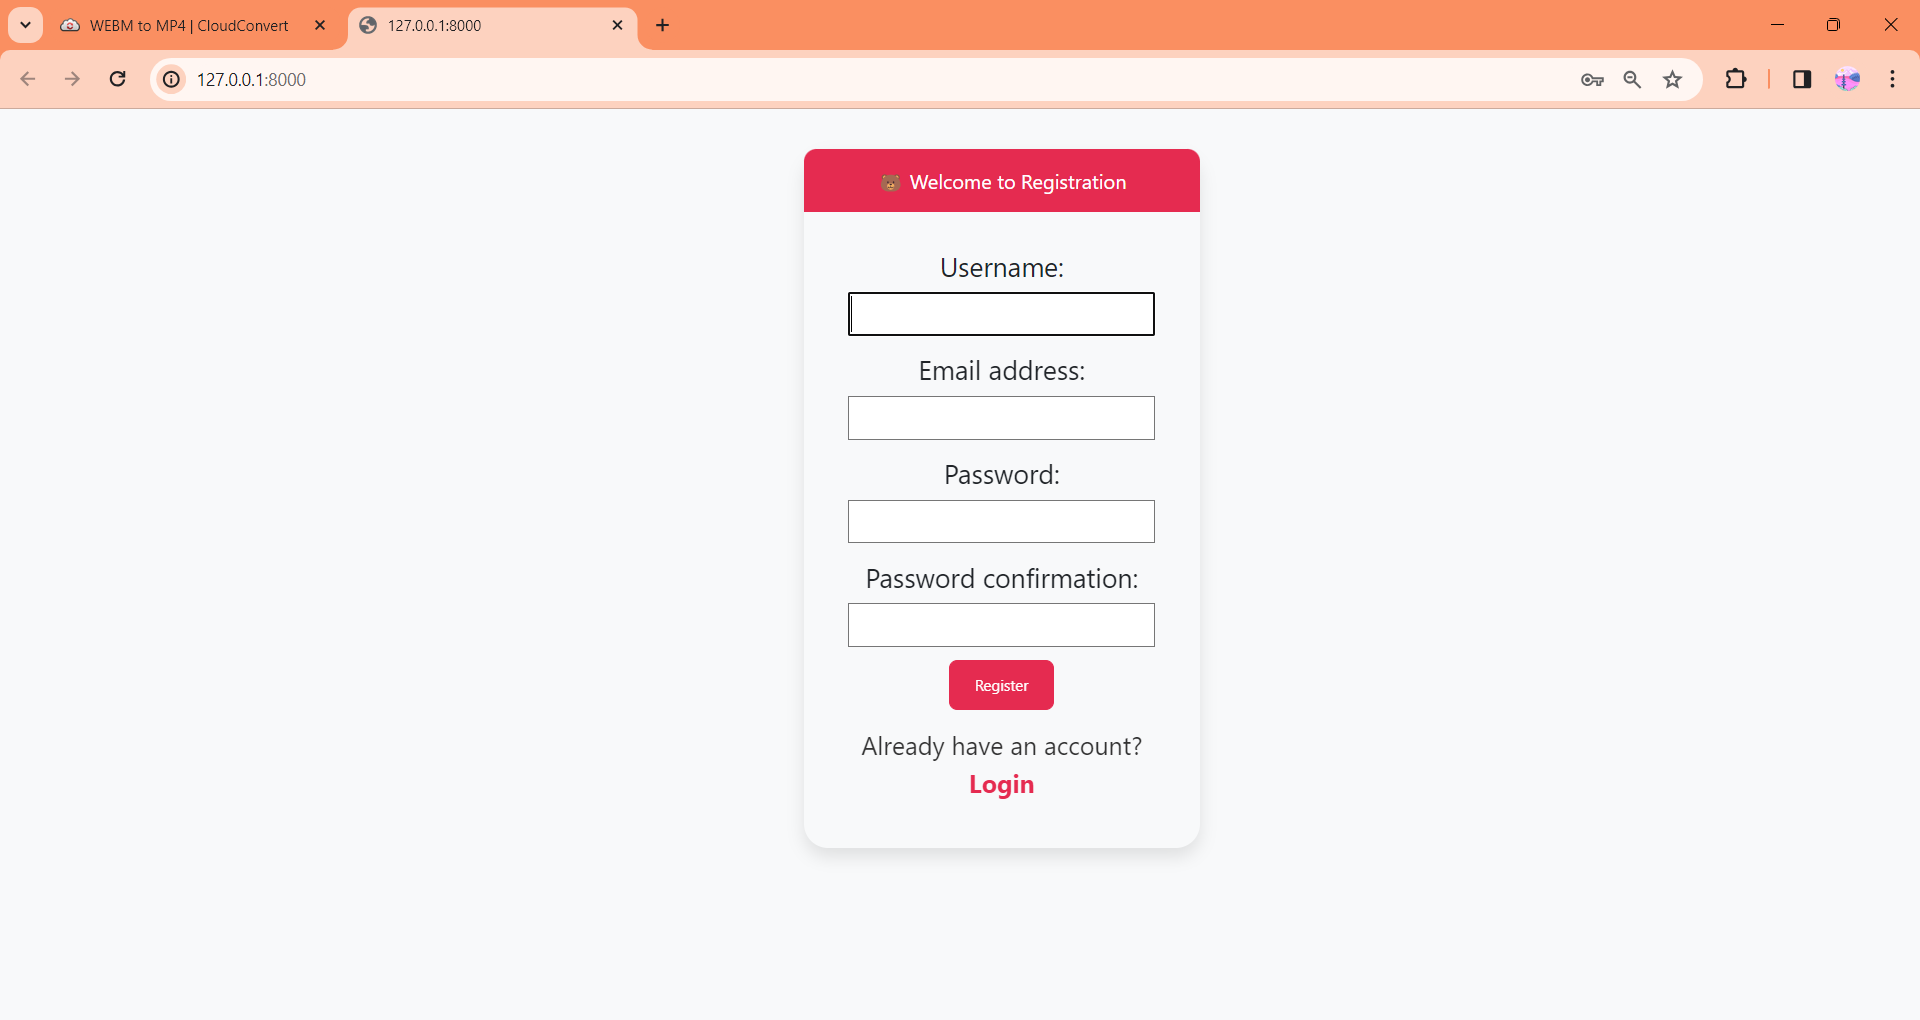 WEBM to MP4 | CloudConvert
127.0.0.1:8000
127.0.0.1:8000
Welcome to Registration
Username:
Email address:
Password:
Password confirmation:
Register
Already have an account?
Login